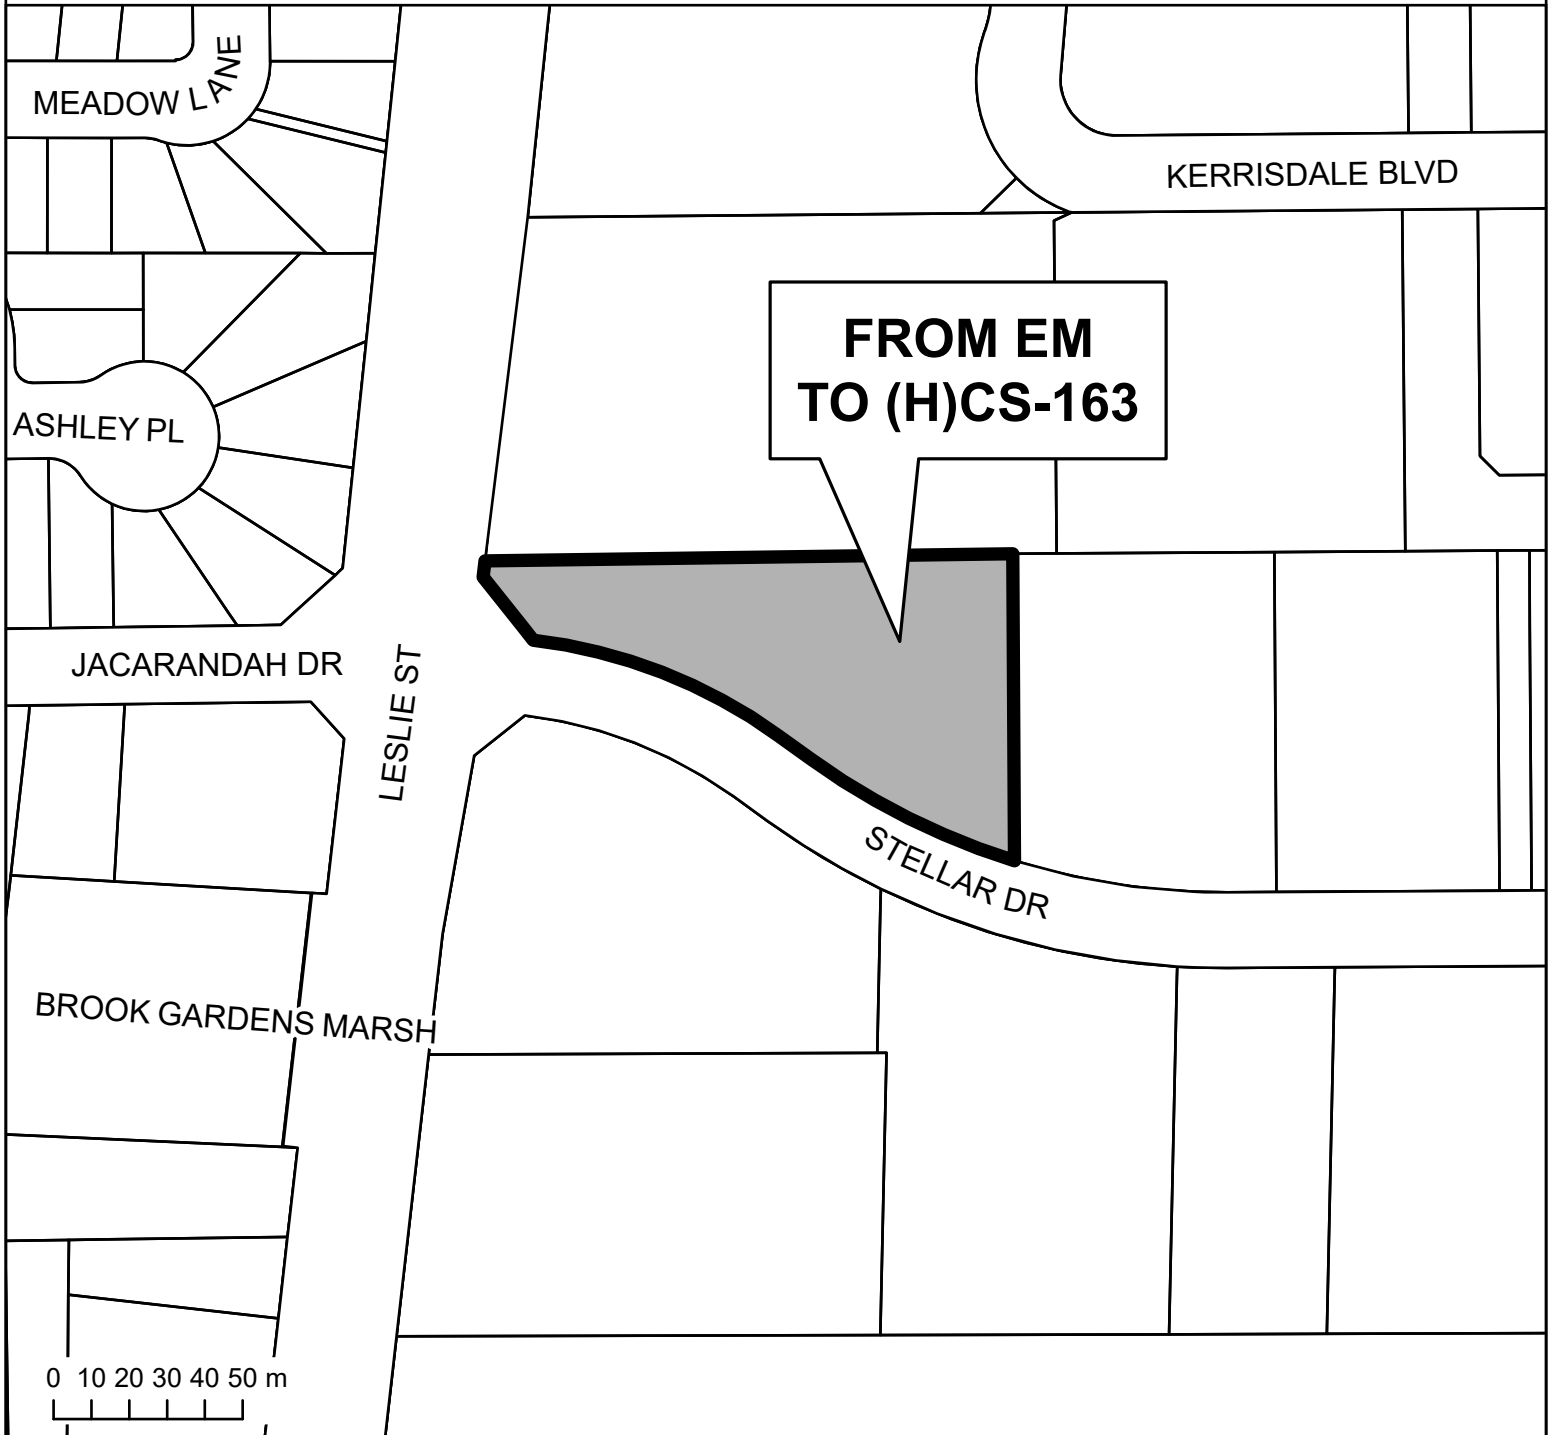 MEADOW LANE
KERRISDALE BLVD
FROM EM
TO (H)CS-163
ASHLEY PL
JACARANDAH DR
LESLIE ST
STELLAR DR
BROOK GARDENS MARSH
0 10 20 30 40 50 m